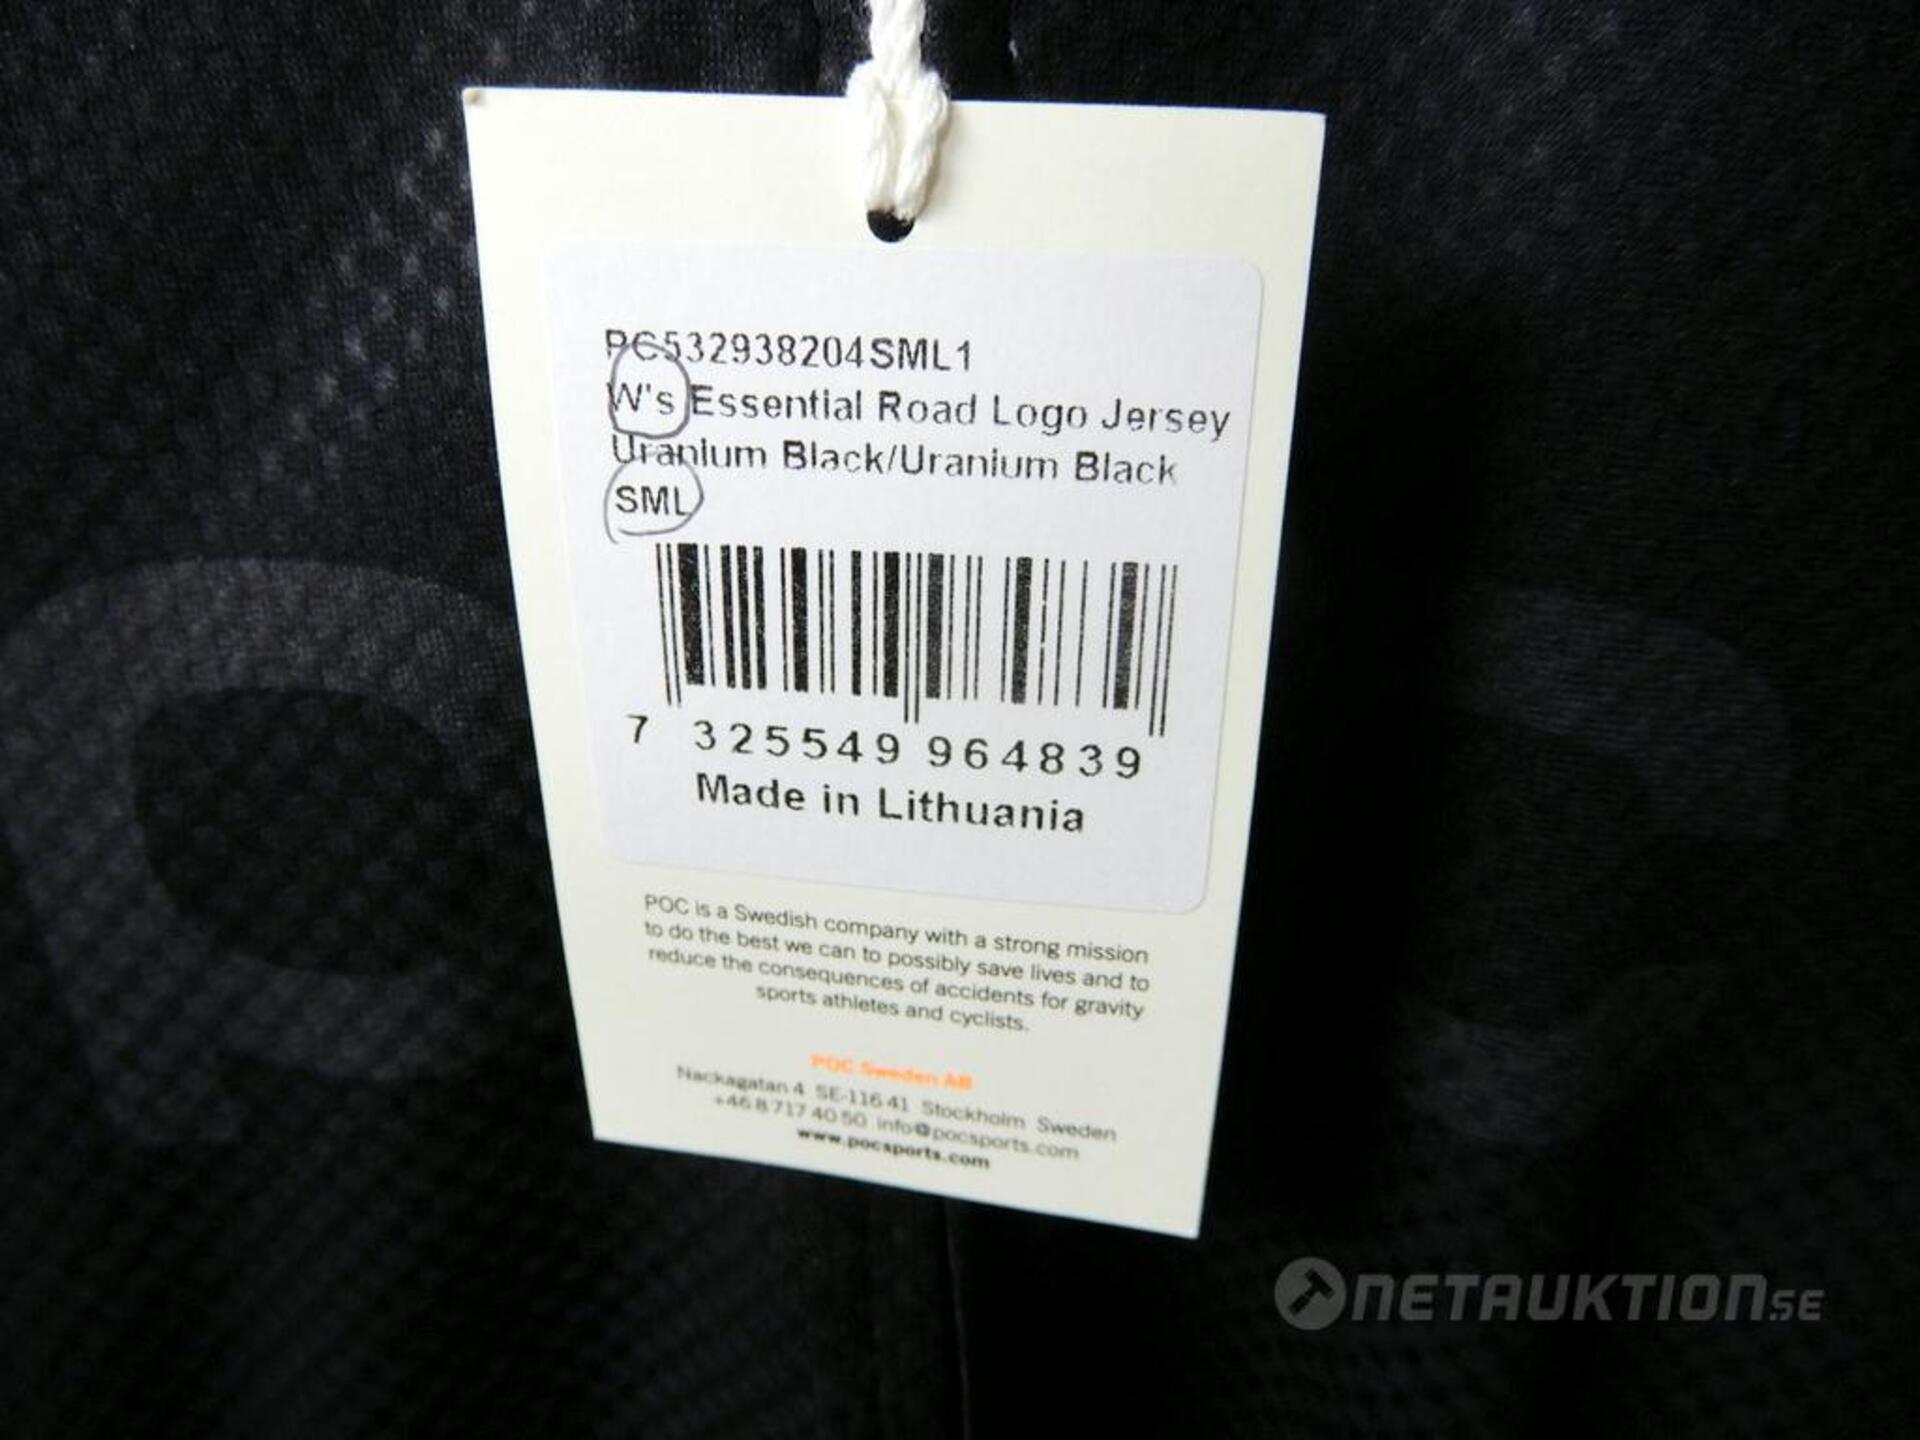 PC532938204SML1
W's Essential Road Logo Jersey
Uranium Black/Uranium Black
SML
7 325549 964839
Made in Lithuania
POC is a Swedish company with a strong mission
to do the best we can to possibly save lives and to
reduce the consequences of accidents for gravity
sports athletes and cyclists.
POC Sweden AB
Nackagatan 4 SE-116 41 Stockholm Sweden
+46 8 717 40 50 info@pocsports.com
www.pocsports.com
NETAUKTION.SE